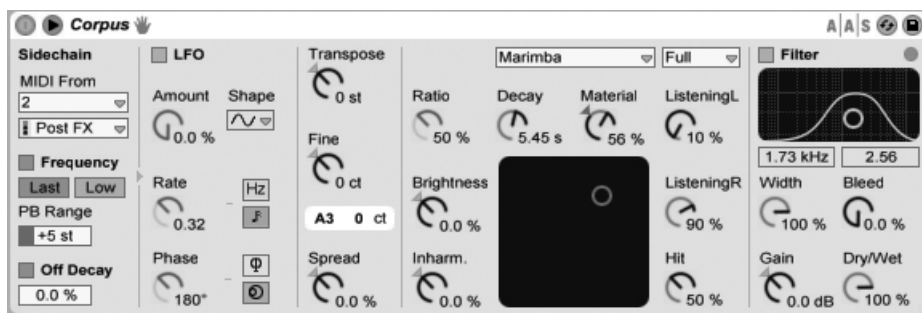 Corpus
A|A|S
Sidechain
MIDI From
2
Post FX
Frequency
Last Low
PB Range
+5 st
Off Decay
0.0 %
LFO
Amount Shape
0.0 %
Rate
Hz
0.32
Phase
Φ
180°
Transpose
0 st
Fine
0 ct
A3 0 ct
Spread
0.0 %
Marimba Full
Ratio Decay Material ListeningL
50 % 5.45 s 56 % 10 %
Brightness
0.0 %
Inharm.
0.0 %
ListeningR
90 %
Hit
50 %
Filter
1.73 kHz 2.56
Width Bleed
100 % 0.0 %
Gain Dry/Wet
0.0 dB 100 %